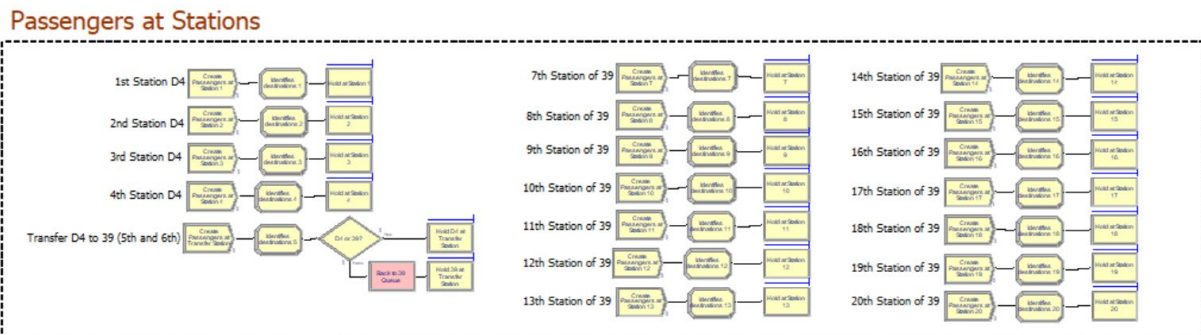 Passengers at Stations
1st Station D4
Create Passengers at Station 1
Identifies destinations 1
Hold at Station 1
2nd Station D4
Create Passengers at Station 2
Identifies destinations 2
Hold at Station 2
3rd Station D4
Create Passengers at Station 3
Identifies destinations 3
Hold at Station 3
4th Station D4
Create Passengers at Station 4
Identifies destinations 4
Hold at Station 4
Transfer D4 to 39 (5th and 6th)
Create Passengers at Transfer Station
Identifies destinations 5
D4 or 39?
True
False
Hold D4 at Transfer Station
Back to 39 Queue
Hold 39 at Transfer Station
7th Station of 39
Create Passengers at Station 7
Identifies destinations 7
Hold at Station 7
8th Station of 39
Create Passengers at Station 8
Identifies destinations 8
Hold at Station 8
9th Station of 39
Create Passengers at Station 9
Identifies destinations 9
Hold at Station 9
10th Station of 39
Create Passengers at Station 10
Identifies destinations 10
Hold at Station 10
11th Station of 39
Create Passengers at Station 11
Identifies destinations 11
Hold at Station 11
12th Station of 39
Create Passengers at Station 12
Identifies destinations 12
Hold at Station 12
13th Station of 39
Create Passengers at Station 13
Identifies destinations 13
Hold at Station 13
14th Station of 39
Create Passengers at Station 14
Identifies destinations 14
Hold at Station 14
15th Station of 39
Create Passengers at Station 15
Identifies destinations 15
Hold at Station 15
16th Station of 39
Create Passengers at Station 16
Identifies destinations 16
Hold at Station 16
17th Station of 39
Create Passengers at Station 17
Identifies destinations 17
Hold at Station 17
18th Station of 39
Create Passengers at Station 18
Identifies destinations 18
Hold at Station 18
19th Station of 39
Create Passengers at Station 19
Identifies destinations 19
Hold at Station 19
20th Station of 39
Create Passengers at Station 20
Identifies destinations 20
Hold at Station 20